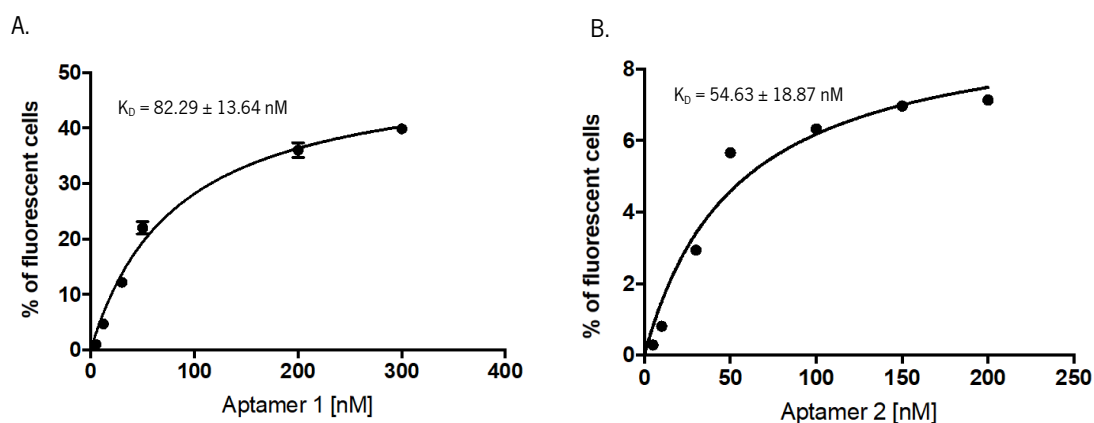 A.
K_D = 82.29 ± 13.64 nM
% of fluorescent cells
50
40
30
20
10
0
0 100 200 300 400
Aptamer 1 [nM]
B.
K_D = 54.63 ± 18.87 nM
% of fluorescent cells
8
6
4
2
0
0 50 100 150 200 250
Aptamer 2 [nM]